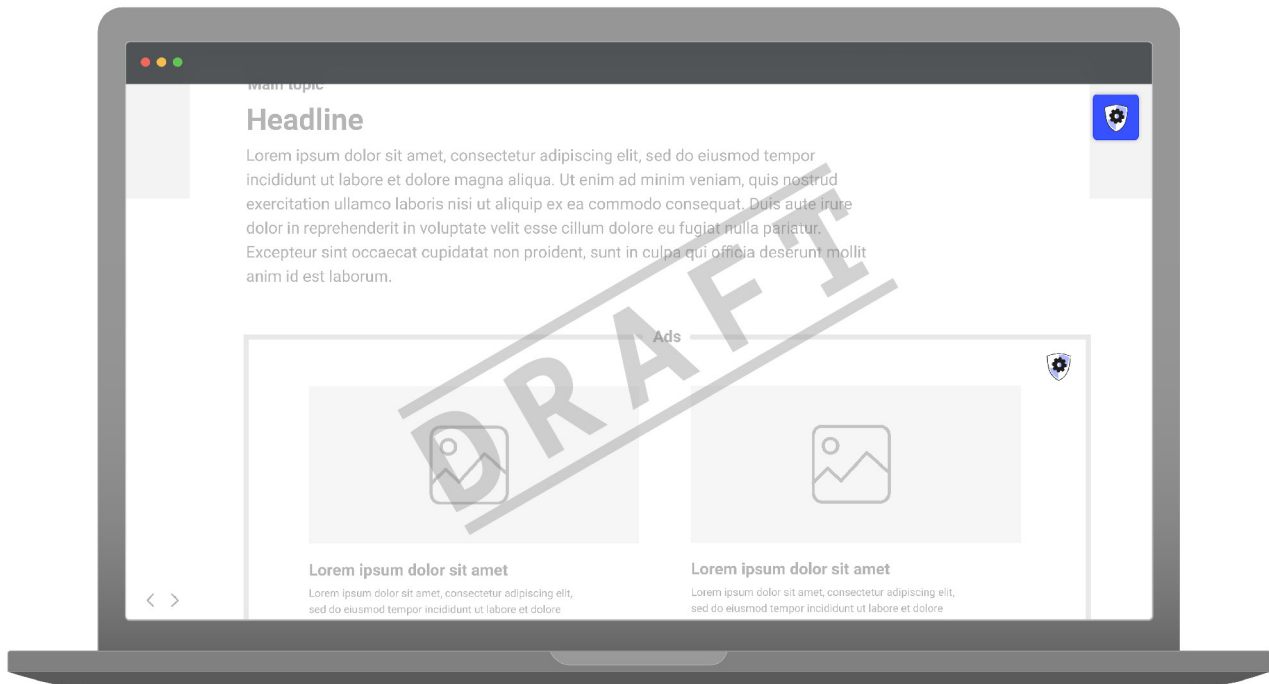 Main topic
Headline
Lorem ipsum dolor sit amet, consectetur adipiscing elit, sed do eiusmod tempor
incididunt ut labore et dolore magna aliqua. Ut enim ad minim veniam, quis nostrud
exercitation ullamco laboris nisi ut aliquip ex ea commodo consequat. Duis aute irure
dolor in reprehenderit in voluptate velit esse cillum dolore eu fugiat nulla pariatur.
Excepteur sint occaecat cupidatat non proident, sunt in culpa qui officia deserunt mollit
anim id est laborum.
DRAFT
Ads
Lorem ipsum dolor sit amet
Lorem ipsum dolor sit amet, consectetur adipiscing elit,
sed do eiusmod tempor incididunt ut labore et dolore
Lorem ipsum dolor sit amet
Lorem ipsum dolor sit amet, consectetur adipiscing elit,
sed do eiusmod tempor incididunt ut labore et dolore